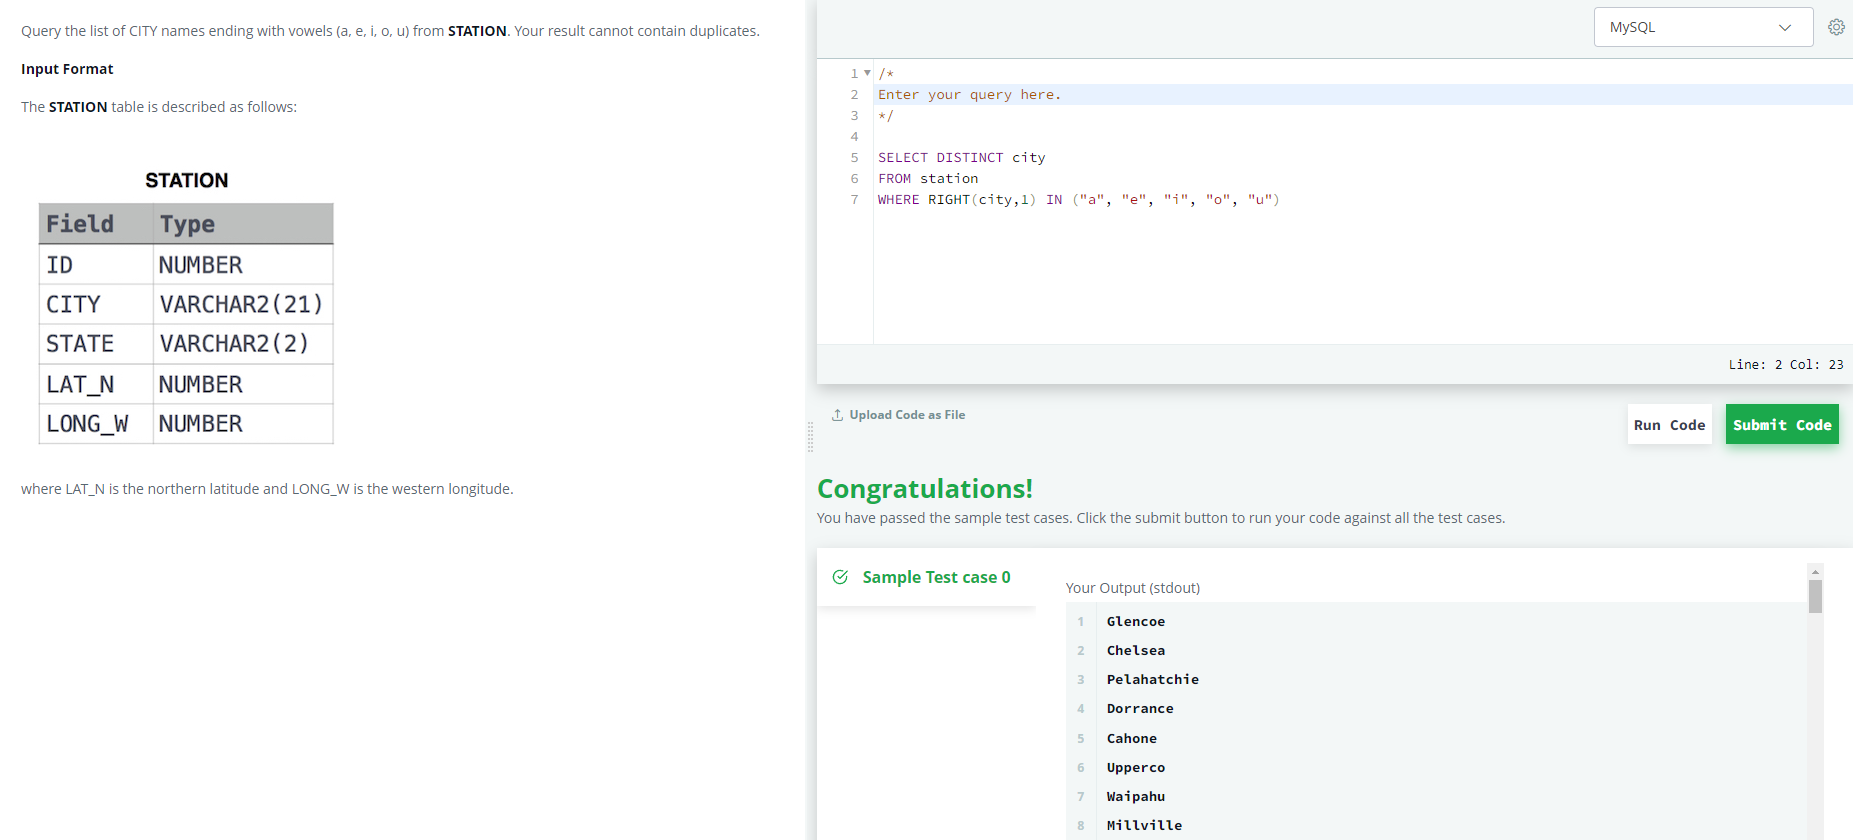 Query the list of CITY names ending with vowels (a, e, i, o, u) from STATION. Your result cannot contain duplicates.
Input Format
The STATION table is described as follows:
STATION
Field Type
ID NUMBER
CITY VARCHAR2(21)
STATE VARCHAR2(2)
LAT_N NUMBER
LONG_W NUMBER
where LAT_N is the northern latitude and LONG_W is the western longitude.
MySQL
1 /*
2 Enter your query here.
3 */
4
5 SELECT DISTINCT city
6 FROM station
7 WHERE RIGHT(city,1) IN ("a", "e", "i", "o", "u")
Line: 2 Col: 23
Upload Code as File
Run Code
Submit Code
Congratulations!
You have passed the sample test cases. Click the submit button to run your code against all the test cases.
Sample Test case 0
Your Output (stdout)
1 Glencoe
2 Chelsea
3 Pelahatchie
4 Dorrance
5 Cahone
6 Upperco
7 Waipahu
8 Millville